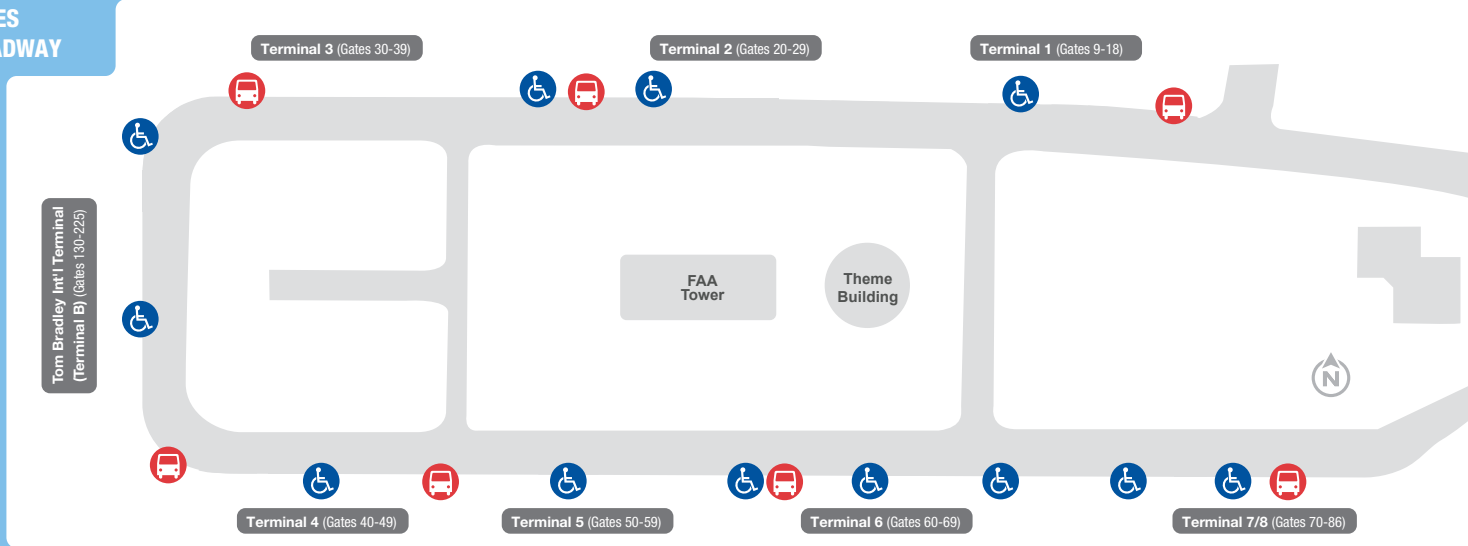 ES
ADWAY
Terminal 3 (Gates 30-39)
Terminal 2 (Gates 20-29)
Terminal 1 (Gates 9-18)
Tom Bradley Int'l Terminal
(Terminal B) (Gates 130-225)
FAA
Tower
Theme
Building
N
Terminal 4 (Gates 40-49)
Terminal 5 (Gates 50-59)
Terminal 6 (Gates 60-69)
Terminal 7/8 (Gates 70-86)